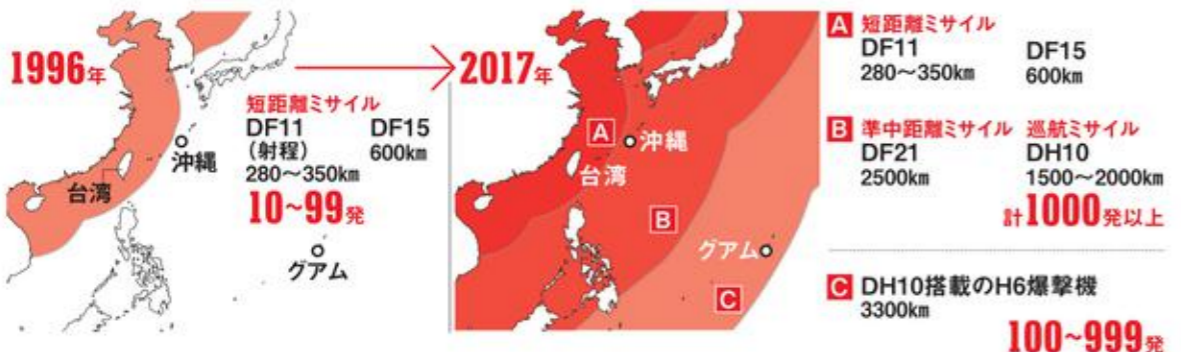 1996年
短距離ミサイル
DF11 DF15
(射程) 600km
280〜350km
10~99発
沖縄
台湾
グアム
2017年
A
沖縄
台湾
B
グアム
C
A 短距離ミサイル
DF11 DF15
280〜350km 600km
B 準中距離ミサイル 巡航ミサイル
DF21 DH10
2500km 1500〜2000km
計1000発以上
C DH10搭載のH6爆撃機
3300km
100~999発